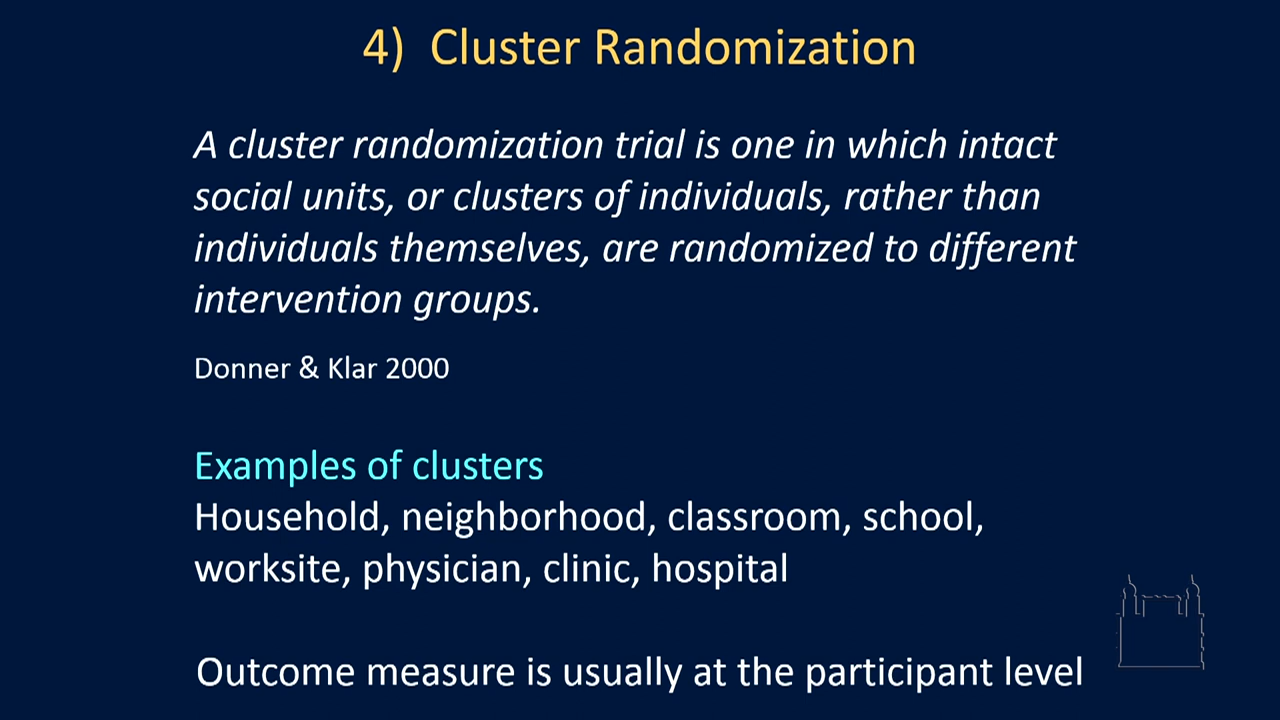 4) Cluster Randomization
A cluster randomization trial is one in which intact
social units, or clusters of individuals, rather than
individuals themselves, are randomized to different
intervention groups.
Donner & Klar 2000
Examples of clusters
Household, neighborhood, classroom, school,
worksite, physician, clinic, hospital
Outcome measure is usually at the participant level